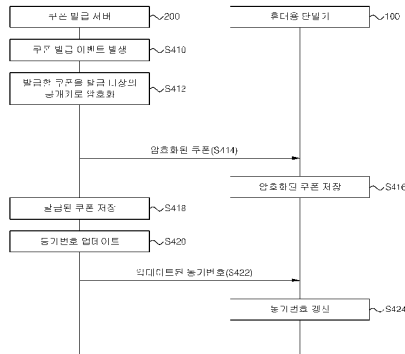 쿠폰 발급 서버
200
휴대용 단말기
100
쿠폰 발급 이벤트 발생
S410
발급할 쿠폰을 발급 대상의
공개키로 암호화
S412
암호화된 쿠폰(S414)
암호화된 쿠폰 저장
S416
발급된 쿠폰 저장
S418
동기번호 업데이트
S420
업데이트된 동기번호(S422)
동기번호 갱신
S424